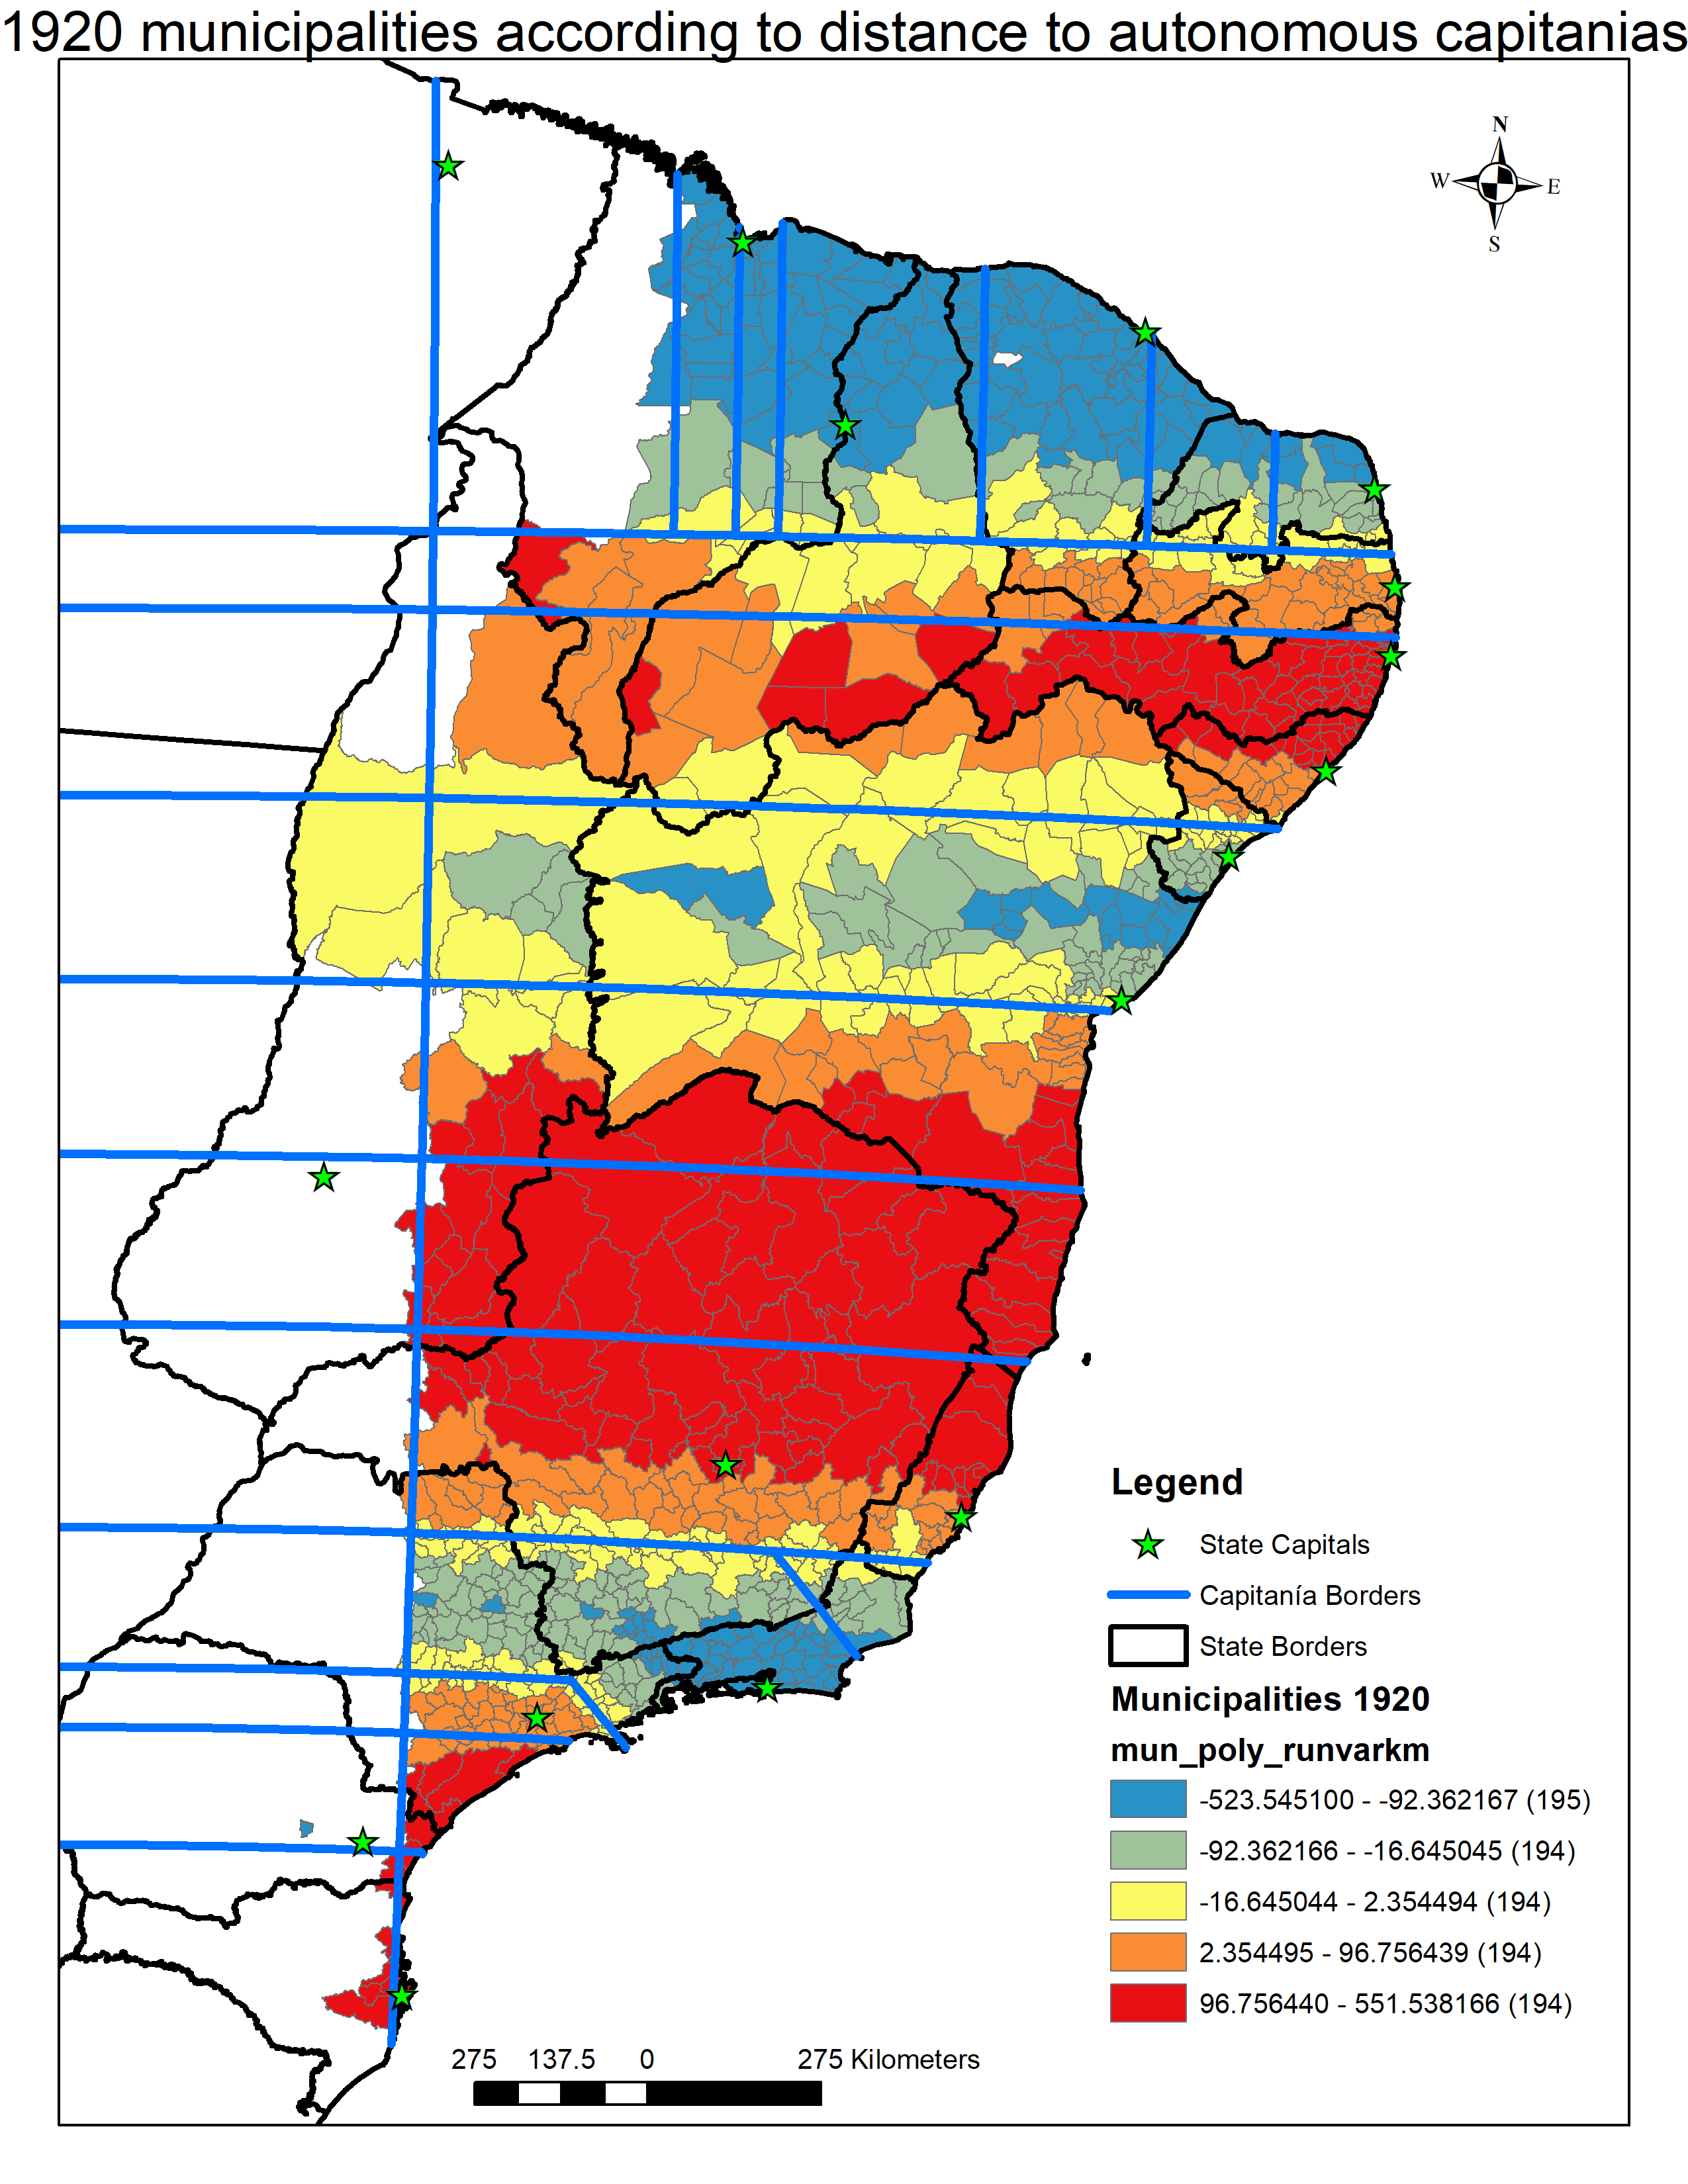 1920 municipalities according to distance to autonomous capitanias
N
W E
S
Legend
State Capitals
Capitanía Borders
State Borders
Municipalities 1920
mun_poly_runvarkm
-523.545100 - -92.362167 (195)
-92.362166 - -16.645045 (194)
-16.645044 - 2.354494 (194)
2.354495 - 96.756439 (194)
96.756440 - 551.538166 (194)
275 137.5 0 275 Kilometers